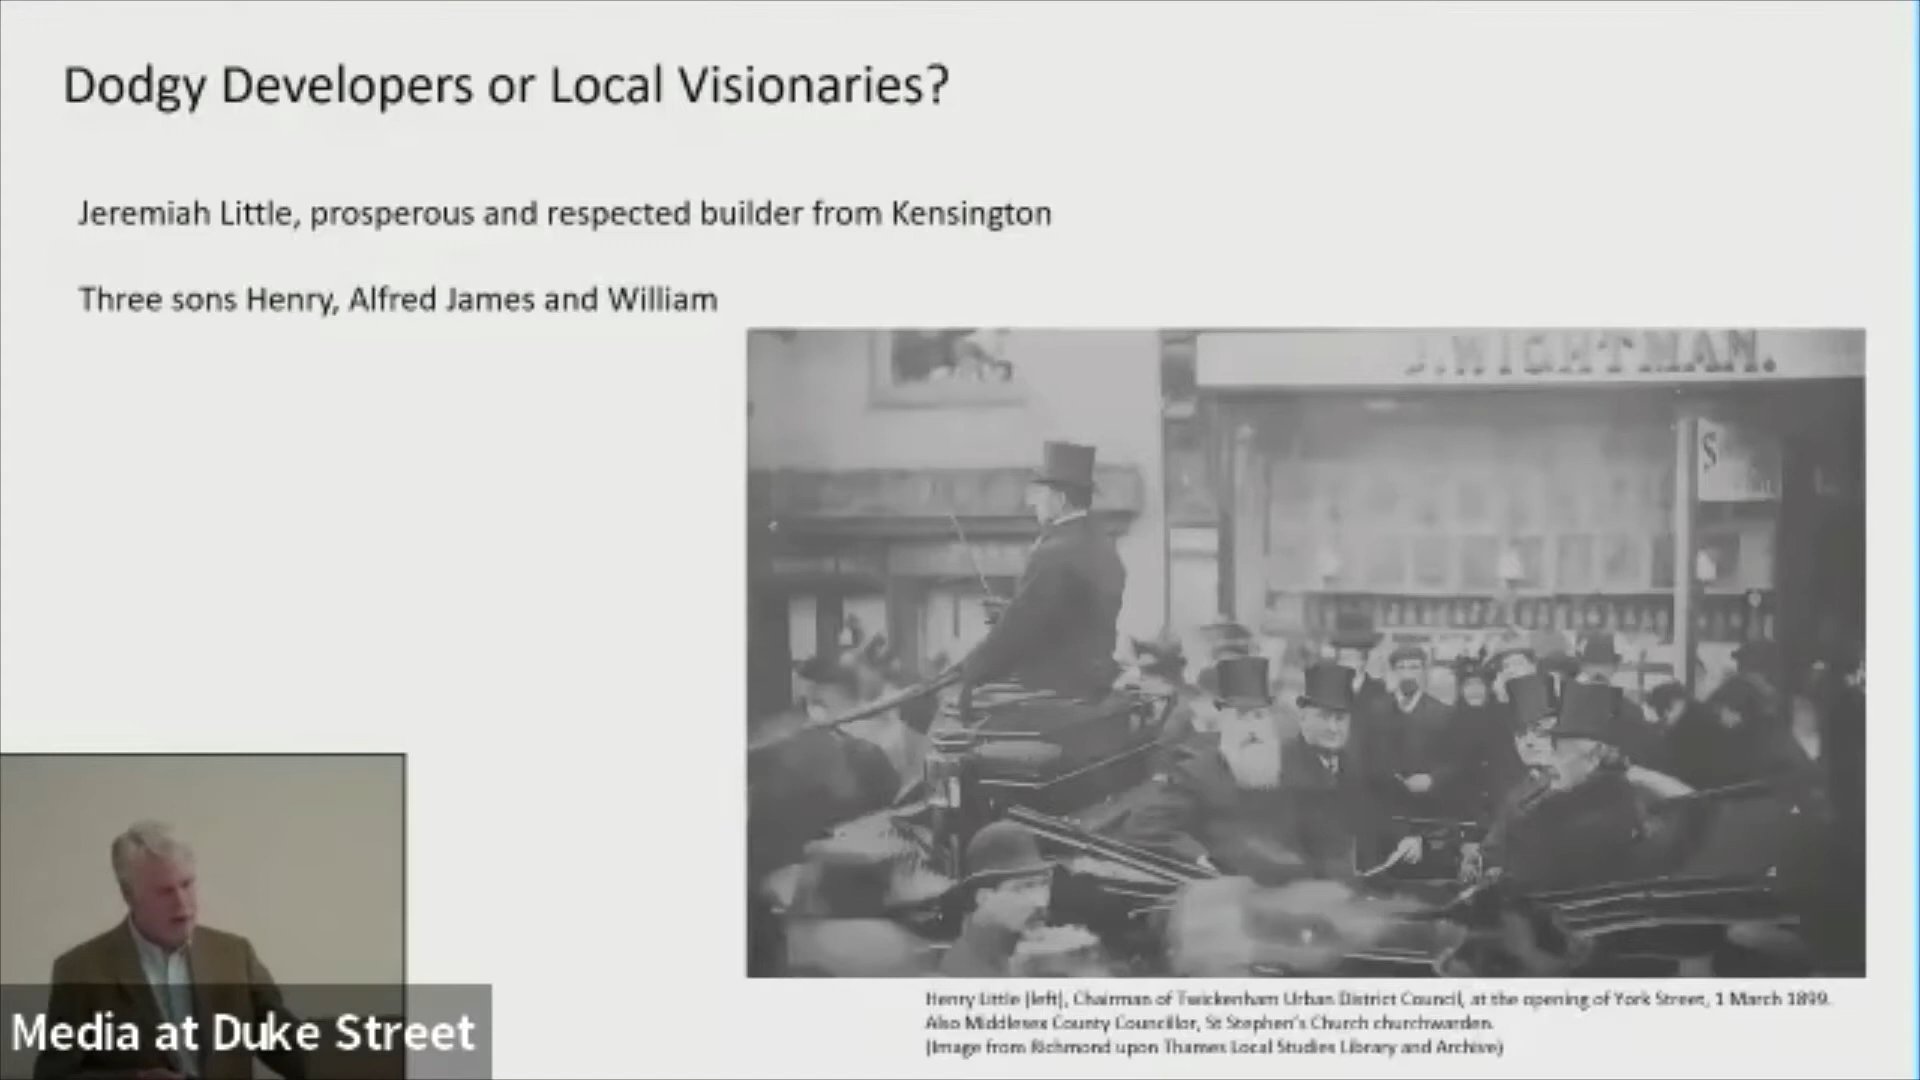 Dodgy Developers or Local Visionaries?
Jeremiah Little, prosperous and respected builder from Kensington
Three sons Henry, Alfred James and William
J.WIGHTMAN.
S
Henry Little (left), Chairman of Twickenham Urban District Council, at the opening of York Street, 1 March 1899.
Also Middlesex County Councillor, St Stephen's Church churchwarden.
(Image from Richmond upon Thames Local Studies Library and Archive)
Media at Duke Street